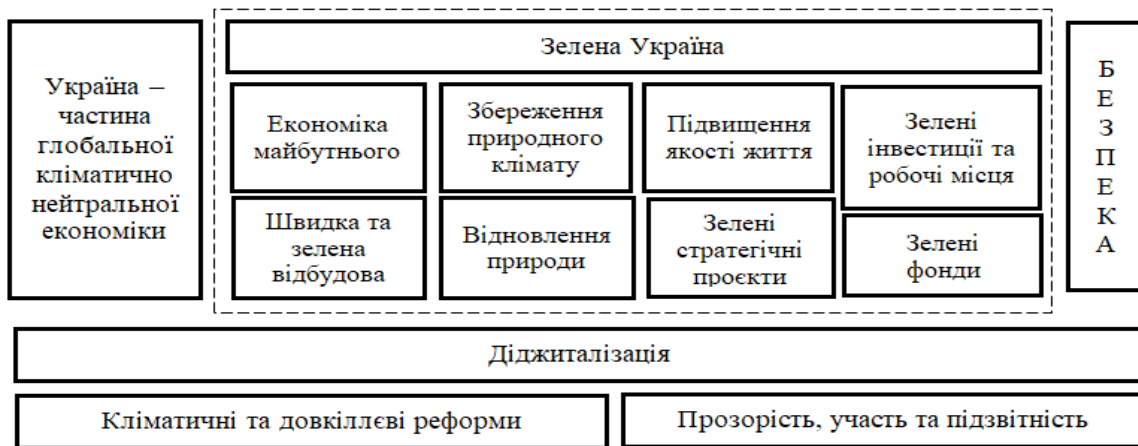 Україна –
частина
глобальної
кліматично
нейтральної
економіки
Зелена Україна
Економіка
майбутнього
Збереження
природного
клімату
Підвищення
якості життя
Зелені
інвестиції та
робочі місця
Швидка та
зелена
відбудова
Відновлення
природи
Зелені
стратегічні
проєкти
Зелені
фонди
Б
Е
З
П
Е
К
А
Діджиталізація
Кліматичні та довкіллєві реформи
Прозорість, участь та підзвітність